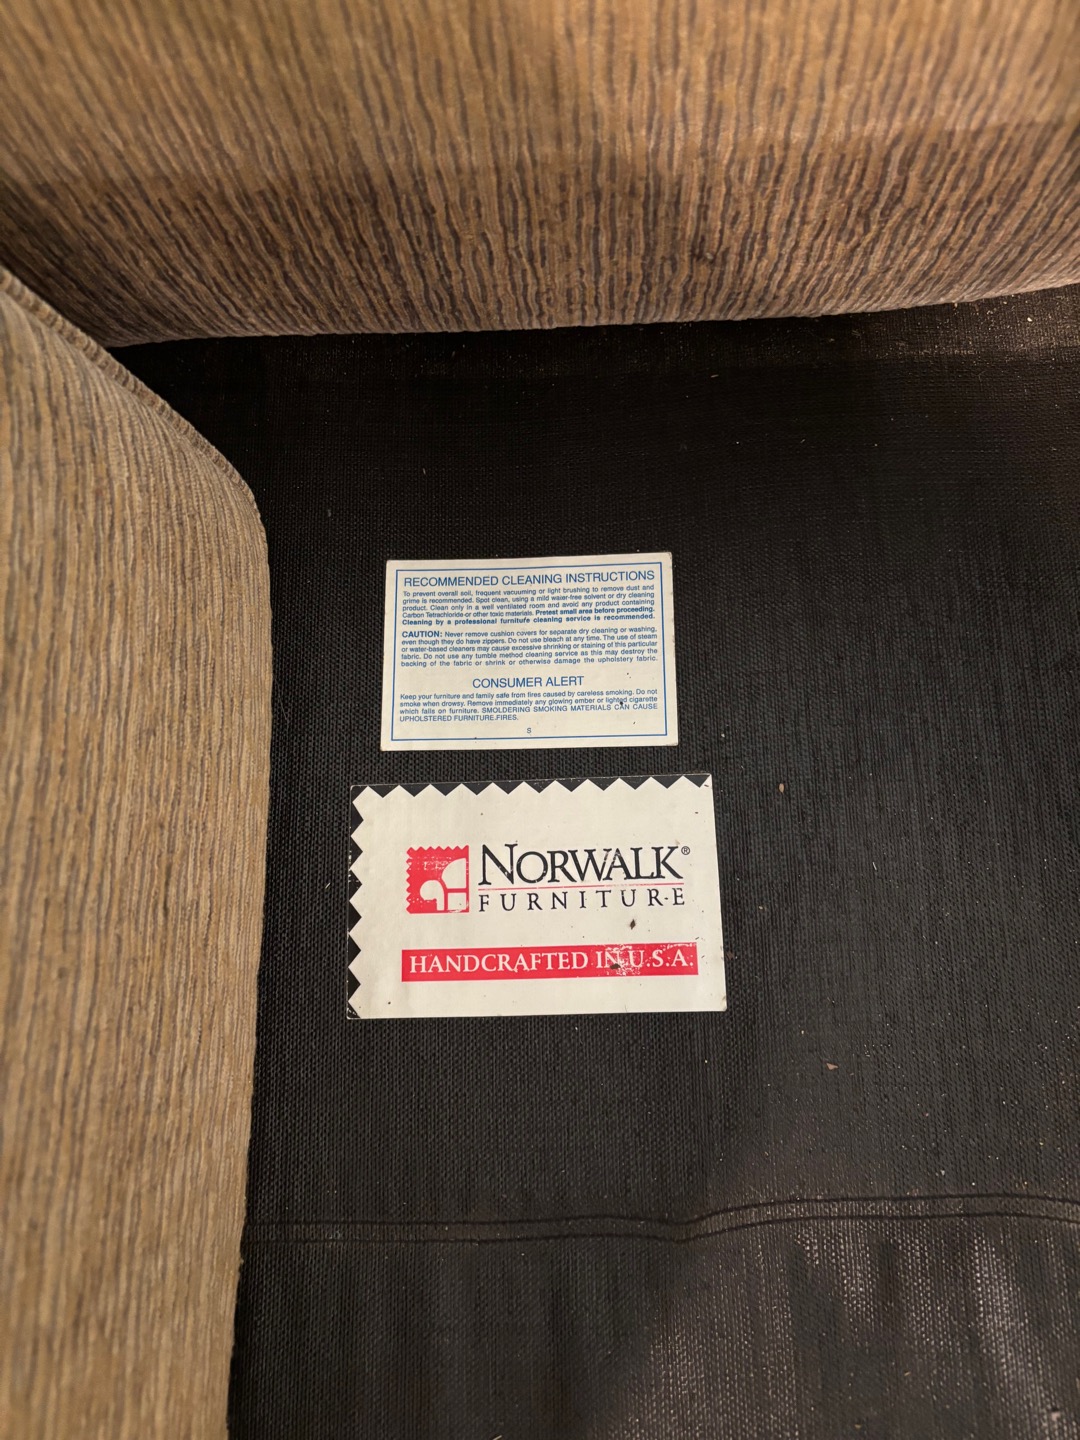 RECOMMENDED CLEANING INSTRUCTIONS
To prevent overall soil, frequent vacuuming or light brushing to remove dust and
grime is recommended. Spot clean, using a mild water-free solvent or dry cleaning
product. Clean only in a well ventilated room and avoid any product containing
Carbon Tetrachloride or other toxic materials. Pretest small area before proceeding.
Cleaning by a professional furniture cleaning service is recommended.
CAUTION: Never remove cushion covers for separate dry cleaning or washing,
even though they do have zippers. Do not use bleach at any time. The use of steam
or water-based cleaners may cause excessive shrinking or staining of this particular
fabric. Do not use any tumble method cleaning service as this may destroy the
backing of the fabric or shrink or otherwise damage the upholstery fabric.
CONSUMER ALERT
Keep your furniture and family safe from fires caused by careless smoking. Do not
smoke when drowsy. Remove immediately any glowing ember or lighted cigarette
which falls on furniture. SMOLDERING SMOKING MATERIALS CAN CAUSE
UPHOLSTERED FURNITURE FIRES.
S
NORWALK®
FURNITURE
HANDCRAFTED IN U.S.A.